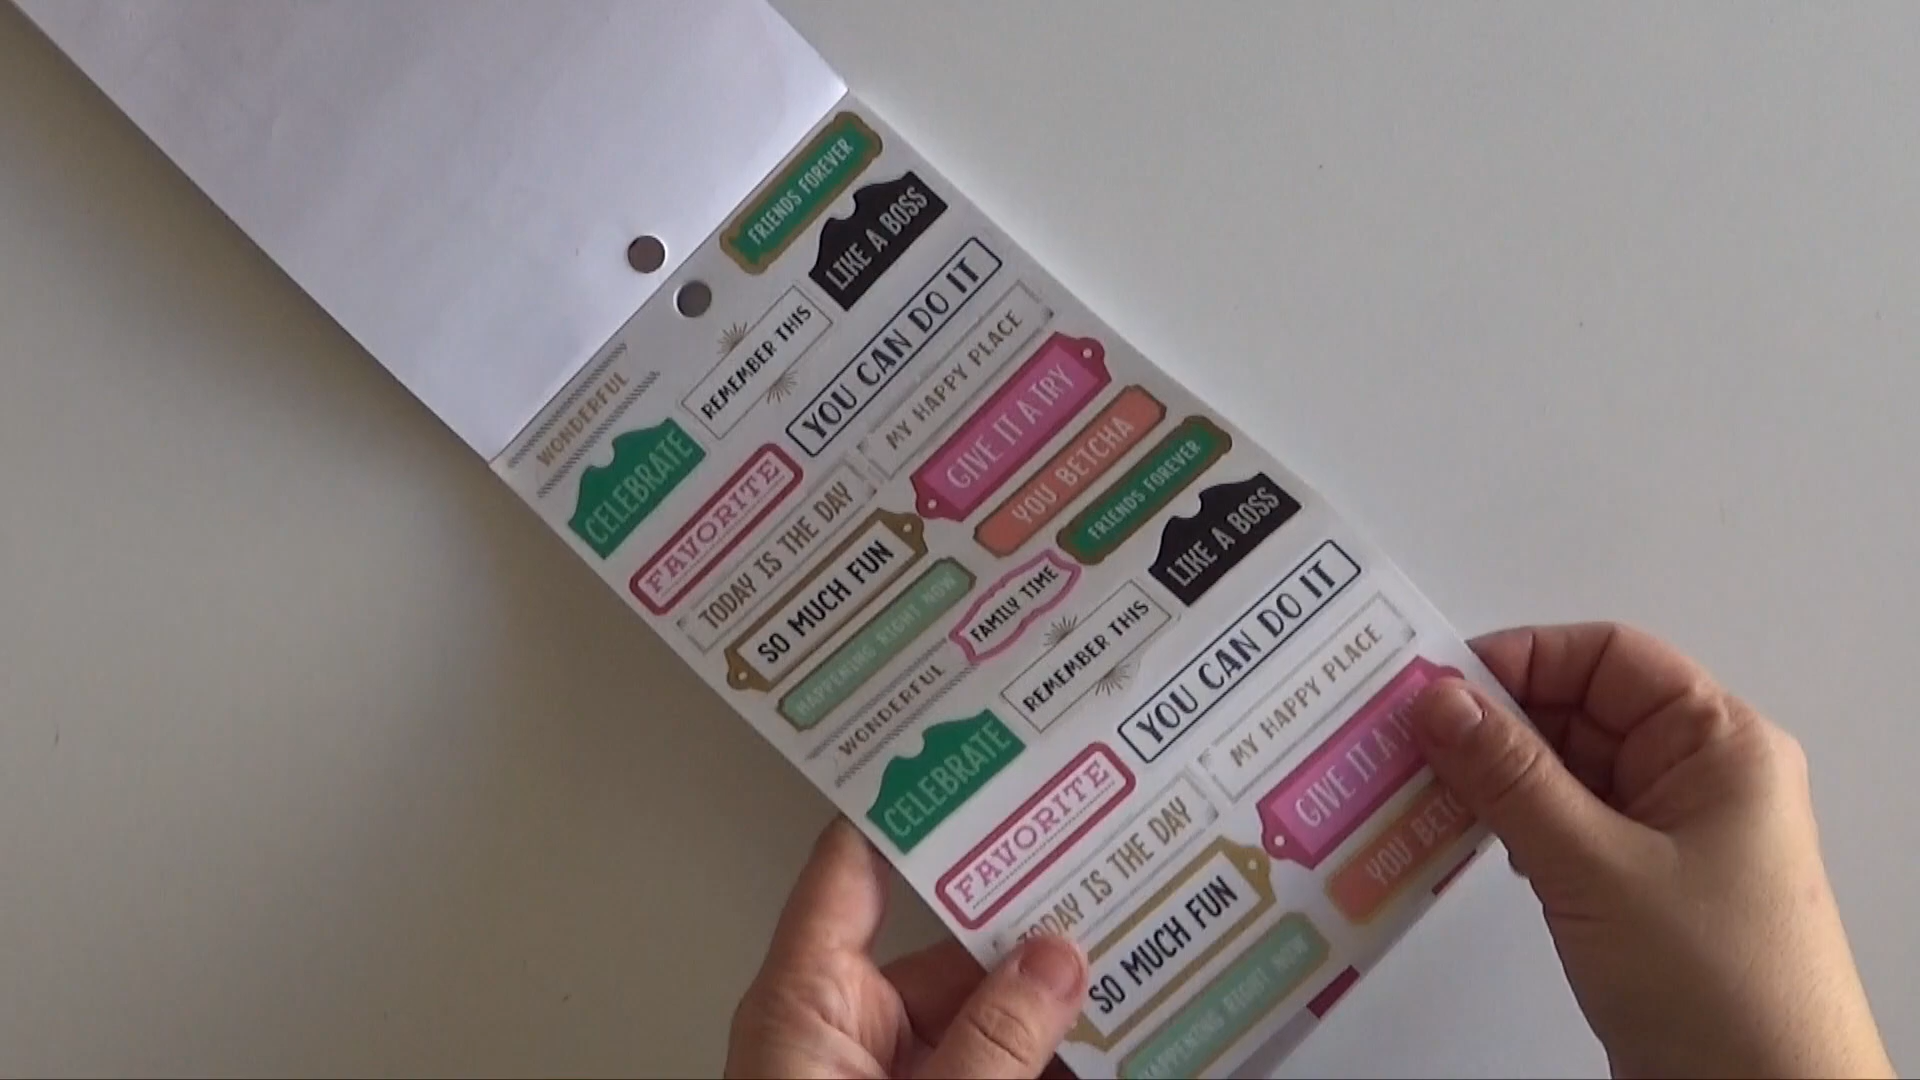 FRIENDS FOREVER
LIKE A BOSS
REMEMBER THIS
YOU CAN DO IT
WONDERFUL
MY HAPPY PLACE
CELEBRATE
GIVE IT A TRY
FAVORITE
YOU BETCHA
TODAY IS THE DAY
FRIENDS FOREVER
SO MUCH FUN
LIKE A BOSS
HAPPENING RIGHT NOW
FAMILY TIME
REMEMBER THIS
YOU CAN DO IT
WONDERFUL
MY HAPPY PLACE
CELEBRATE
GIVE IT A
FAVORITE
YOU
TODAY IS THE DAY
SO MUCH FUN
HAPPENING RIGHT NOW